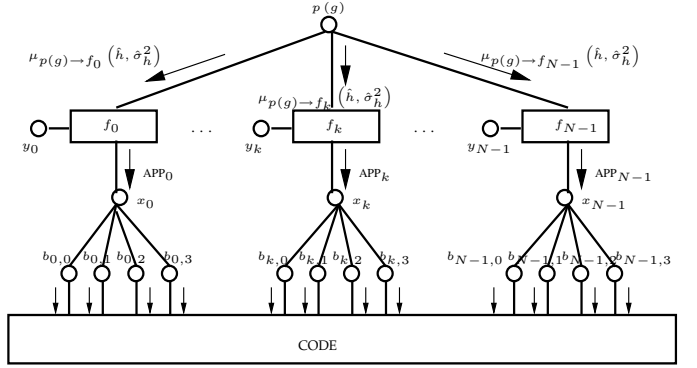 p (g)
μ_{p(g)→f_0} (ĥ, σ̂_h^2)
μ_{p(g)→f_{N−1}} (ĥ, σ̂_h^2)
μ_{p(g)→f_k} (ĥ, σ̂_h^2)
f_0 . . . f_k . . . f_{N−1}
y_0 y_k y_{N−1}
APP_0 APP_k APP_{N−1}
x_0 x_k x_{N−1}
b_{0,0} b_{0,1} b_{0,2} b_{0,3} b_{k,0} b_{k,1} b_{k,2} b_{k,3} b_{N−1,0} b_{N−1,1} b_{N−1,2} b_{N−1,3}
CODE